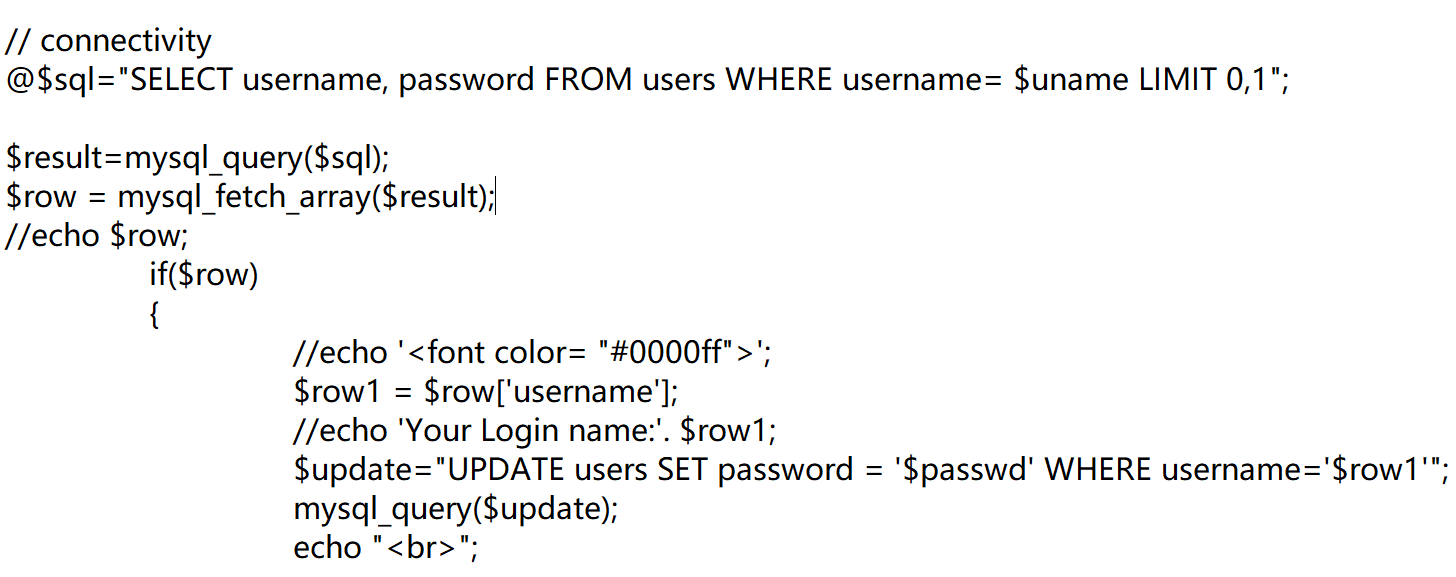 // connectivity
@$sql="SELECT username, password FROM users WHERE username= $uname LIMIT 0,1";
$result=mysql_query($sql);
$row = mysql_fetch_array($result);
//echo $row;
if($row)
{
//echo '<font color= "#0000ff">';
$row1 = $row['username'];
//echo 'Your Login name:'. $row1;
$update="UPDATE users SET password = '$passwd' WHERE username='$row1'";
mysql_query($update);
echo "<br>";